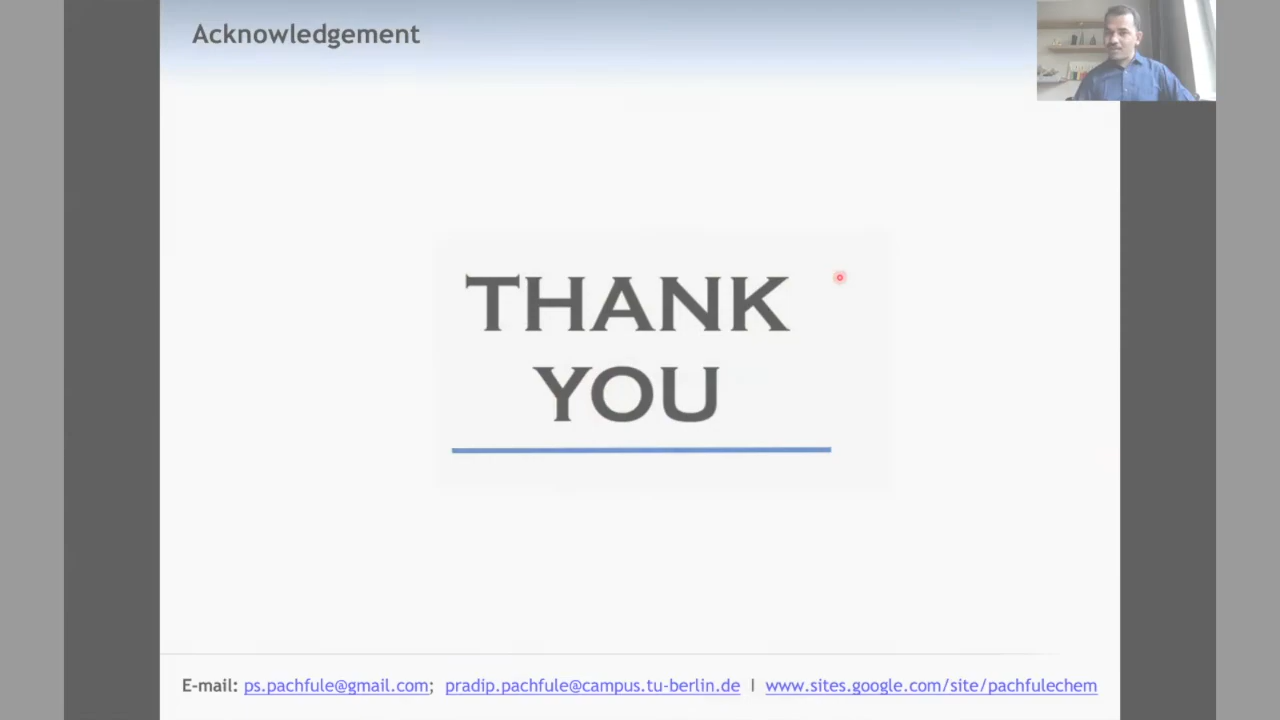 Acknowledgement
THANK
YOU
E-mail: ps.pachfule@gmail.com; pradip.pachfule@campus.tu-berlin.de | www.sites.google.com/site/pachfulechem